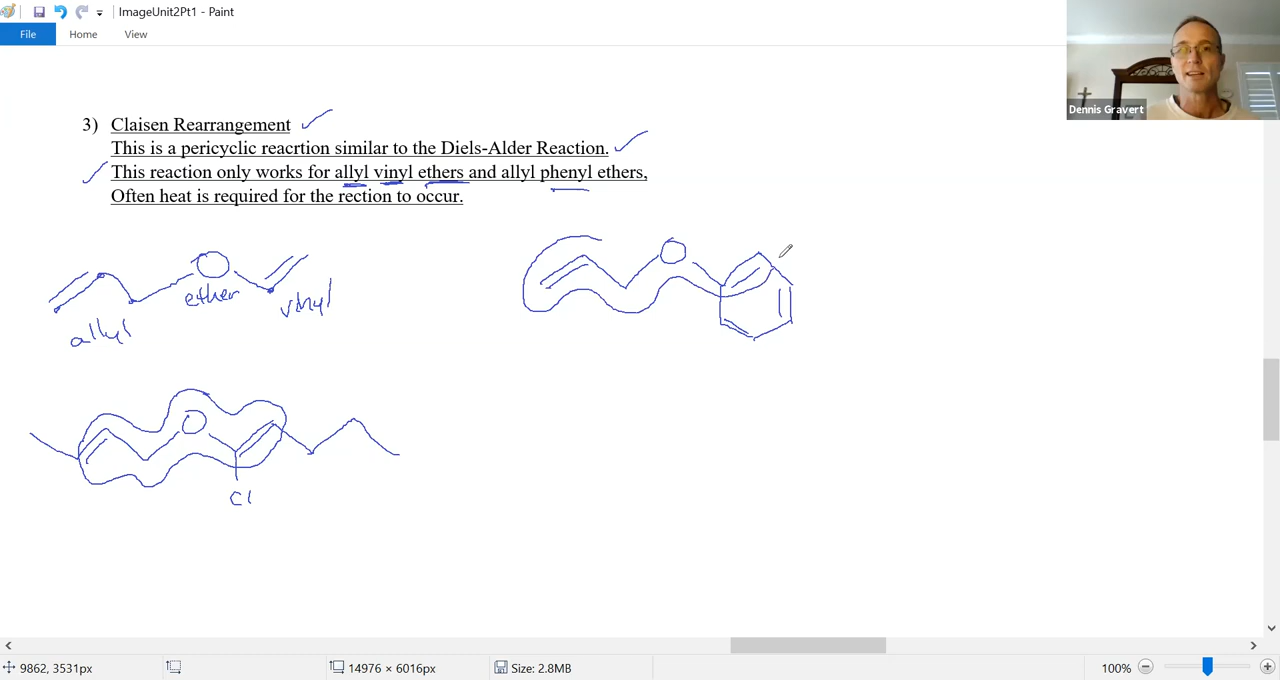 ImageUnit2Pt1 - Paint
File Home View
Dennis Gravert
3) Claisen Rearrangement
This is a pericyclic reacrtion similar to the Diels-Alder Reaction.
This reaction only works for allyl vinyl ethers and allyl phenyl ethers,
Often heat is required for the rection to occur.
O O
ether
vinyl
allyl
O
Cl
9862, 3531px 14976 × 6016px Size: 2.8MB 100%